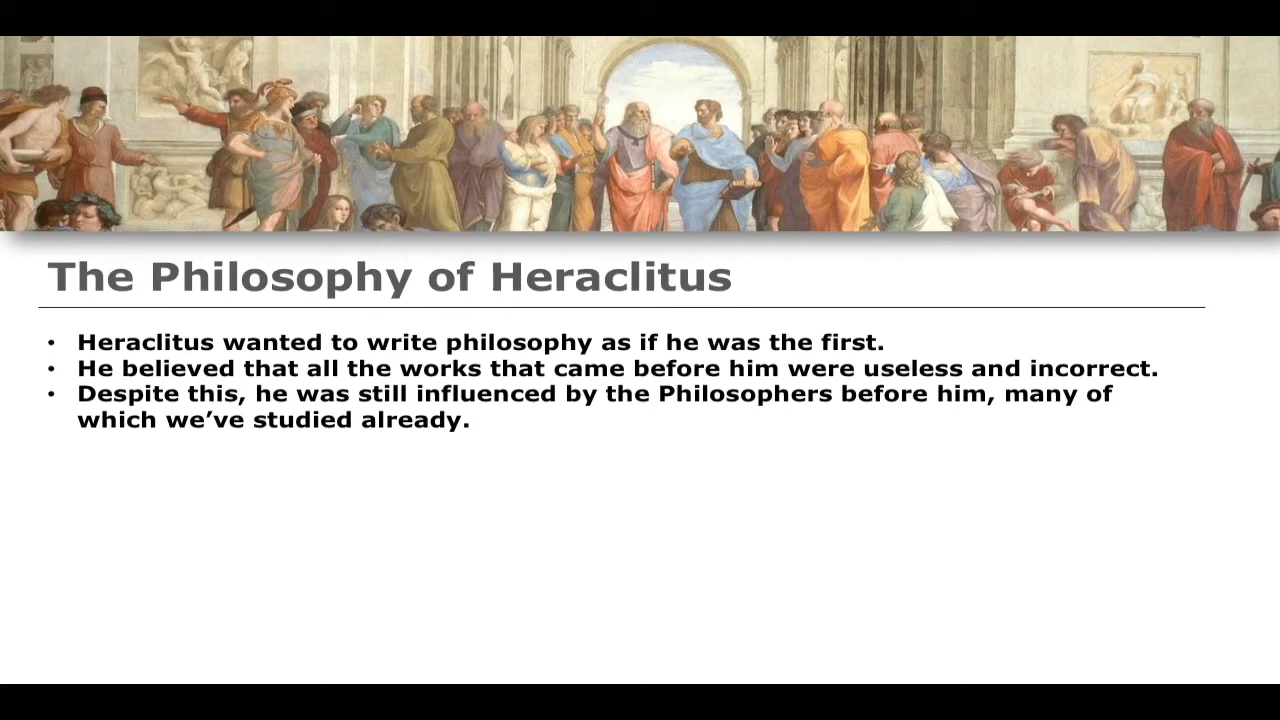 The Philosophy of Heraclitus
• Heraclitus wanted to write philosophy as if he was the first.
• He believed that all the works that came before him were useless and incorrect.
• Despite this, he was still influenced by the Philosophers before him, many of
which we’ve studied already.